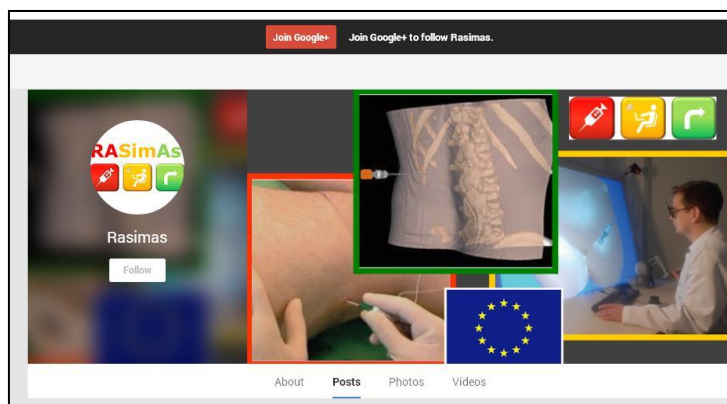 Join Google+ Join Google+ to follow Rasimas.
RASimAs
Rasimas
Follow
About Posts Photos Videos